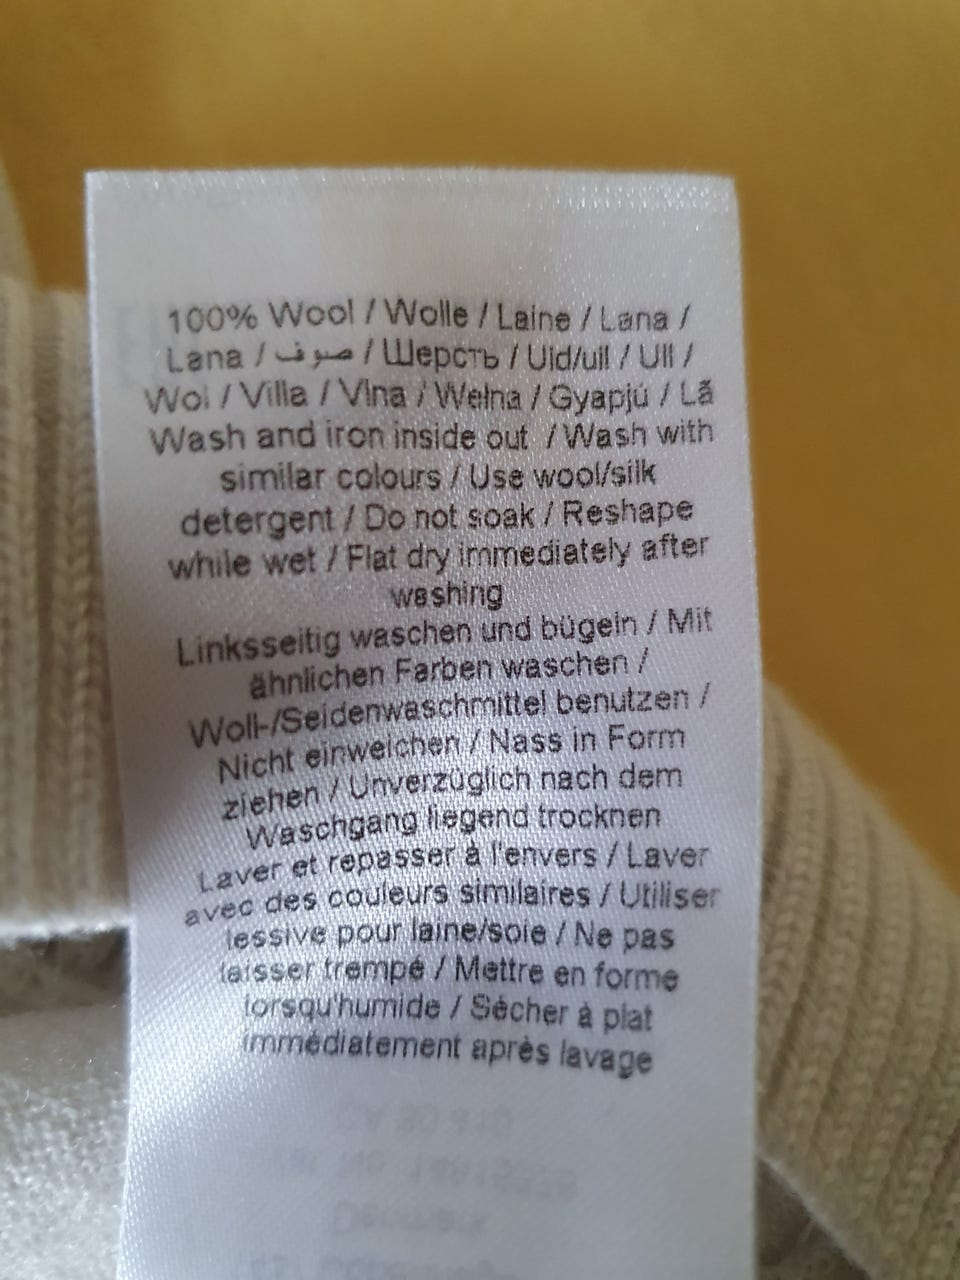 100% Wool / Wolle / Laine / Lana /
Lana / صوف / Шерсть / Uld/ull / Ull /
Wol / Villa / Vlna / Wełna / Gyapjú / Lã
Wash and iron inside out / Wash with
similar colours / Use wool/silk
detergent / Do not soak / Reshape
while wet / Flat dry immediately after
washing
Linksseitig waschen und bügeln / Mit
ähnlichen Farben waschen /
Woll-/Seidenwaschmittel benutzen /
Nicht einweichen / Nass in Form
ziehen / Unverzüglich nach dem
Waschgang liegend trocknen
Laver et repasser à l'envers / Laver
avec des couleurs similaires / Utiliser
lessive pour laine/soie / Ne pas
laisser trempé / Mettre en forme
lorsqu'humide / Sécher à plat
immédiatement après lavage
Denmark